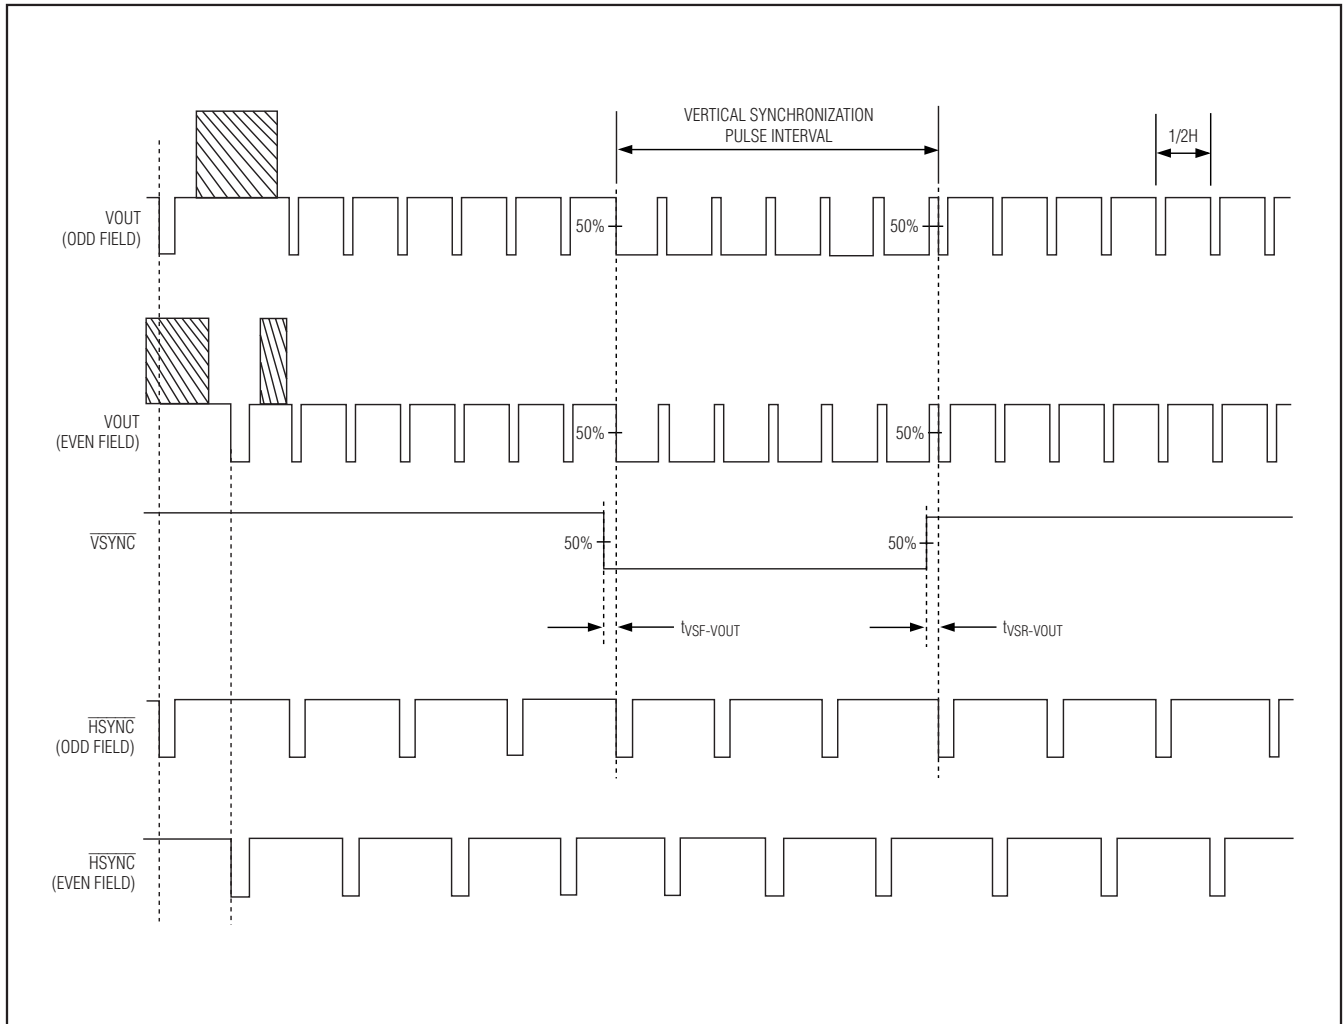 VERTICAL SYNCHRONIZATION
PULSE INTERVAL
1/2H
VOUT
(ODD FIELD)
50%
50%
VOUT
(EVEN FIELD)
50%
50%
VSYNC
50%
50%
tVSF-VOUT
tVSR-VOUT
HSYNC
(ODD FIELD)
HSYNC
(EVEN FIELD)